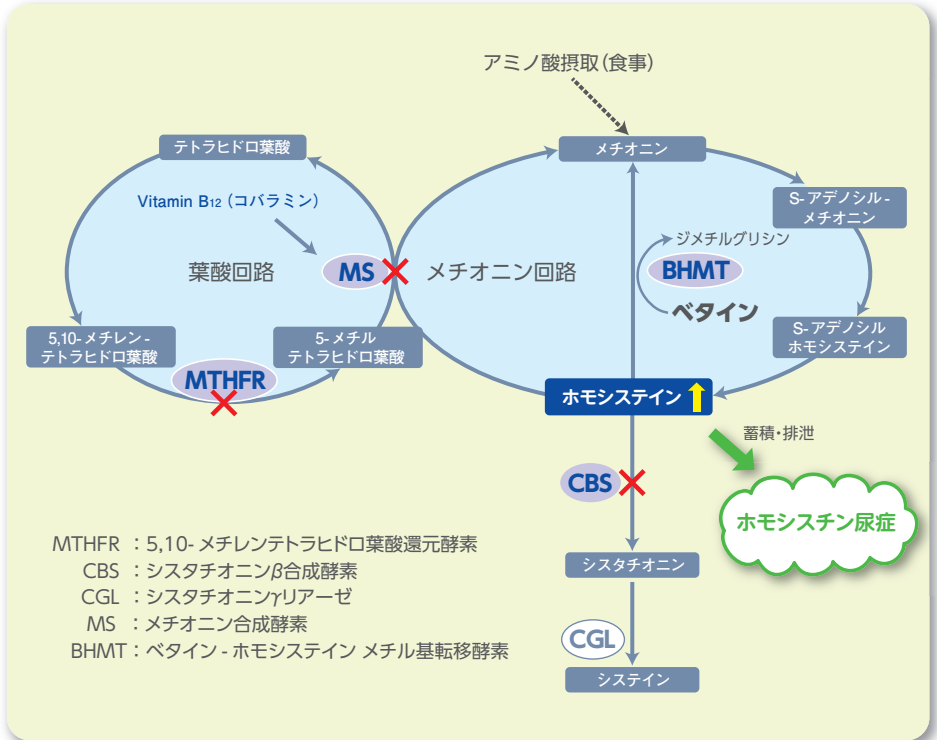 アミノ酸摂取（食事）
テトラヒドロ葉酸
メチオニン
Vitamin B12（コバラミン）
S-アデノシル-
メチオニン
ジメチルグリシン
葉酸回路
MS
メチオニン回路
BHMT
ベタイン
5,10-メチレン-
テトラヒドロ葉酸
5-メチル
テトラヒドロ葉酸
S-アデノシル
ホモシステイン
MTHFR
ホモシステイン
蓄積・排泄
CBS
ホモシスチン尿症
MTHFR ：5,10-メチレンテトラヒドロ葉酸還元酵素
CBS ：シスタチオニンβ合成酵素
CGL ：シスタチオニンγリアーゼ
MS ：メチオニン合成酵素
BHMT：ベタイン-ホモシステイン メチル基転移酵素
シスタチオニン
CGL
システイン